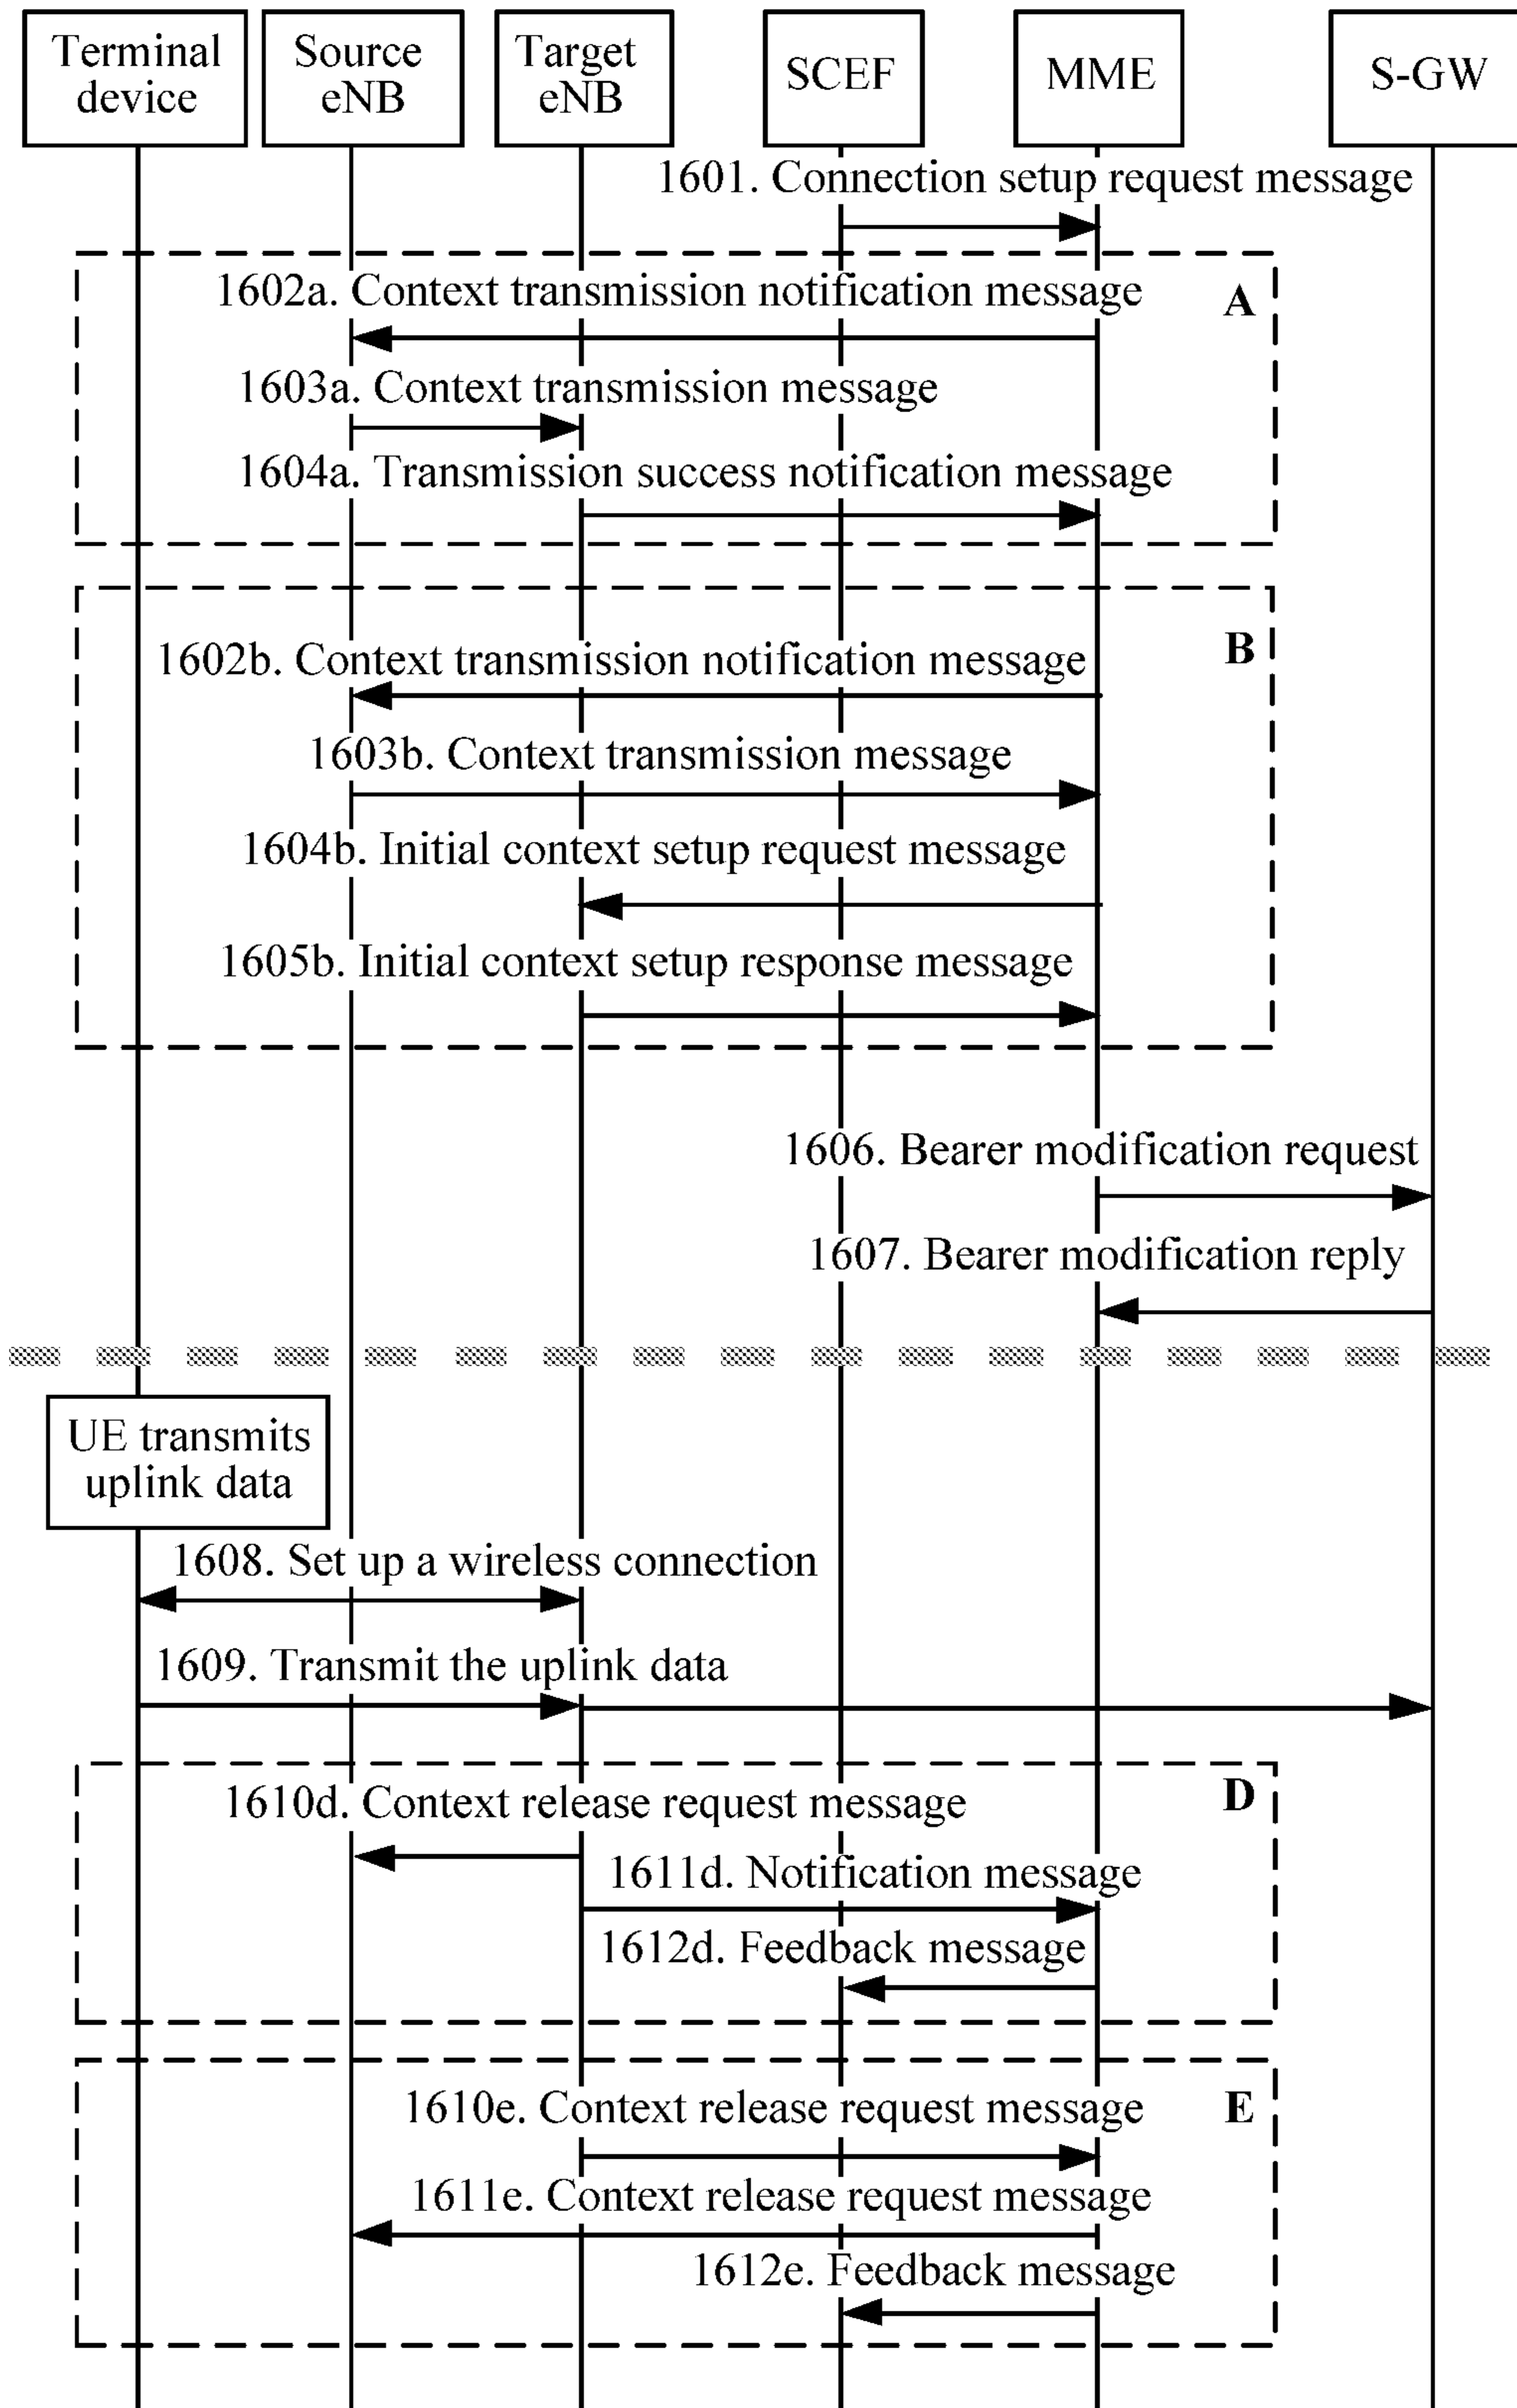 Terminal
device
Source
eNB
Target
eNB
SCEF
MME
S-GW
1601. Connection setup request message
A
1602a. Context transmission notification message
1603a. Context transmission message
1604a. Transmission success notification message
B
1602b. Context transmission notification message
1603b. Context transmission message
1604b. Initial context setup request message
1605b. Initial context setup response message
1606. Bearer modification request
1607. Bearer modification reply
UE transmits
uplink data
1608. Set up a wireless connection
1609. Transmit the uplink data
D
1610d. Context release request message
1611d. Notification message
1612d. Feedback message
1610e. Context release request message
E
1611e. Context release request message
1612e. Feedback message